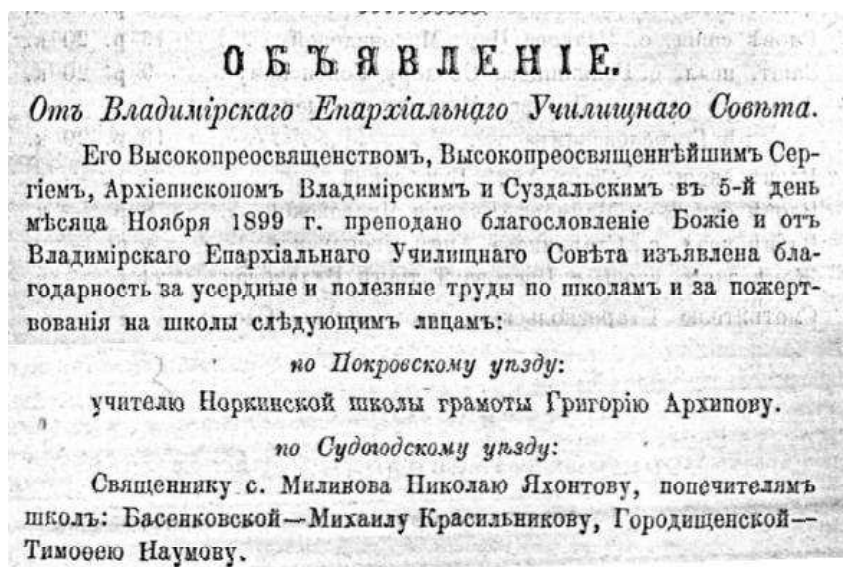 ОБЪЯВЛЕНІЕ.
Отъ Владимірскаго Епархіальнаго Училищнаго Совѣта.
Его Высокопреосвященствомъ, Высокопреосвященнѣйшимъ Сер-
гіемъ, Архіепископомъ Владимірскимъ и Суздальскимъ въ 5-й день
мѣсяца Ноября 1899 г. преподано благословленіе Божіе и отъ
Владимірскаго Епархіальнаго Училищнаго Совѣта изъявлена бла-
годарность за усердные и полезные труды по школамъ и за пожерт-
вованія на школы слѣдующимъ лицамъ:
по Покровскому уѣзду:
учителю Норкинской школы грамоты Григорію Архипову.
по Судогодскому уѣзду:
Священнику с. Милинова Николаю Яхонтову, попечителямъ
школъ: Басенковской—Михаилу Красильникову, Городищенской—
Тимоѳею Наумову.